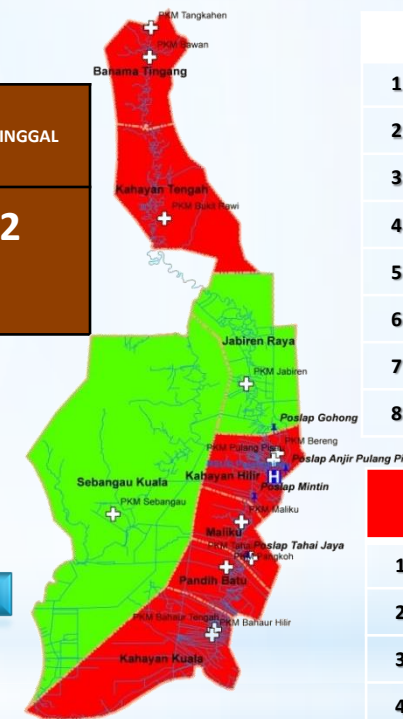 PKM Tangkahen
PKM Bawan
Banama Tingang
INGGAL
2
Kahayan Tengah
PKM Bukit Rawi
Jabiren Raya
PKM Jabiren
Poslap Gohong
PKM Bereng
PKM Pulang Pisau
Poslap Anjir Pulang Pi
Kahayan Hilir
Poslap Mintin
H
Sebangau Kuala
PKM Sebangau
PKM Maliku
Maliku
Poslap Tahai Jaya
Pandih Batu
PKM Bahaur Tengah
PKM Bahaur Hilir
Kahayan Kuala
1
2
3
4
5
6
7
8
1
2
3
4